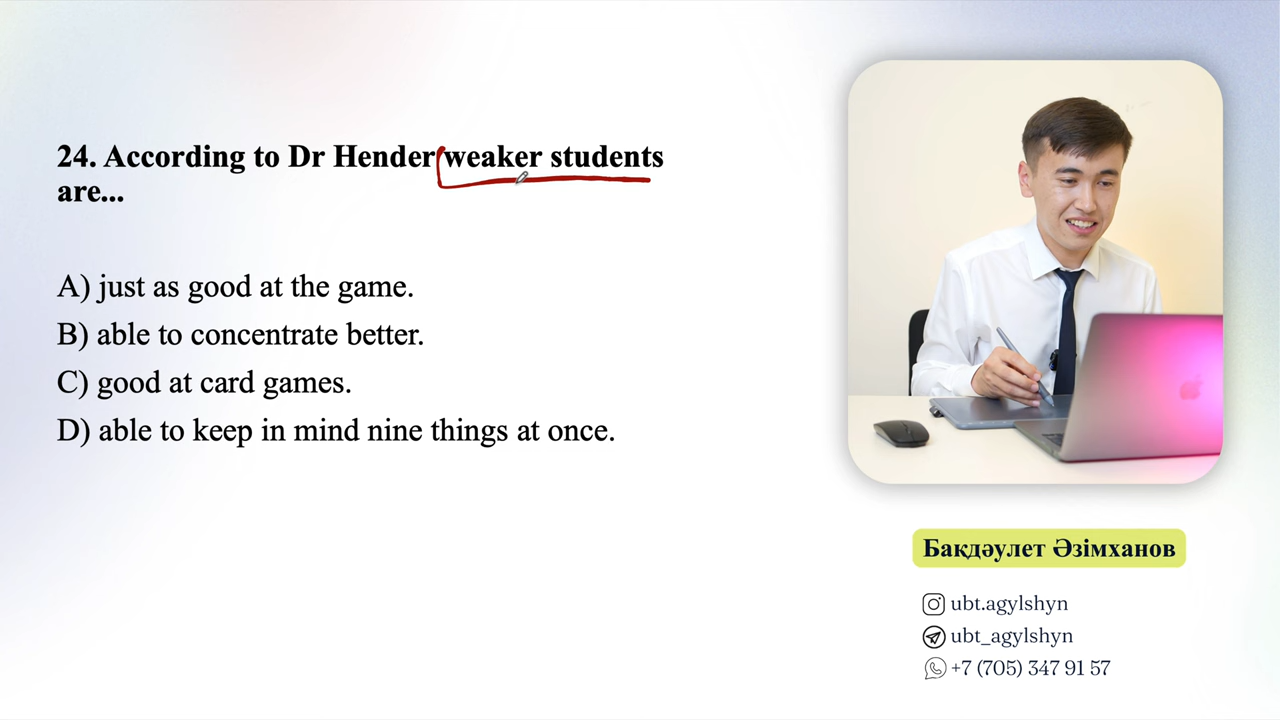 24. According to Dr Hender weaker students
are...
A) just as good at the game.
B) able to concentrate better.
C) good at card games.
D) able to keep in mind nine things at once.
Бақдәулет Әзімханов
ubt.agylshyn
ubt_agylshyn
+7 (705) 347 91 57